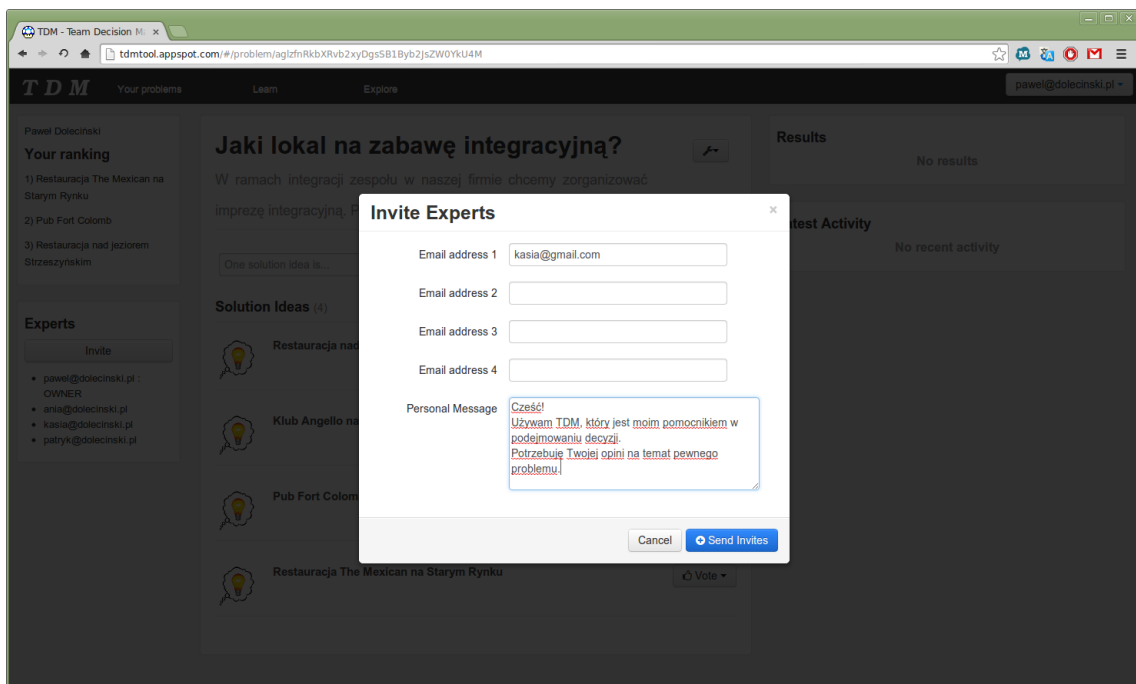 TDM - Team Decision M
tdmtool.appspot.com/#/problem/aglzfnRkbXRvb2xyDgsSB1Byb2JsZW0YkU4M
T D M Your problems Learn Explore pawel@dolecinski.pl
Paweł Doleciński
Your ranking
1) Restauracja The Mexican na
Starym Rynku
2) Pub Fort Colomb
3) Restauracja nad jeziorem
Strzeszyńskim
Experts
Invite
pawel@dolecinski.pl :
OWNER
ania@dolecinski.pl
kasia@dolecinski.pl
patryk@dolecinski.pl
Jaki lokal na zabawę integracyjną?
W ramach integracji zespołu w naszej firmie chcemy zorganizować
imprezę integracyjną. P
One solution idea is...
Solution Ideas (4)
Restauracja nad
Klub Angello na
Pub Fort Colom
Restauracja The Mexican na Starym Rynku
Vote
Invite Experts ×
Email address 1 kasia@gmail.com
Email address 2
Email address 3
Email address 4
Personal Message
Cześć!
Używam TDM, który jest moim pomocnikiem w
podejmowaniu decyzji.
Potrzebuję Twojej opini na temat pewnego
problemu.
Cancel Send Invites
Results
No results
test Activity
No recent activity